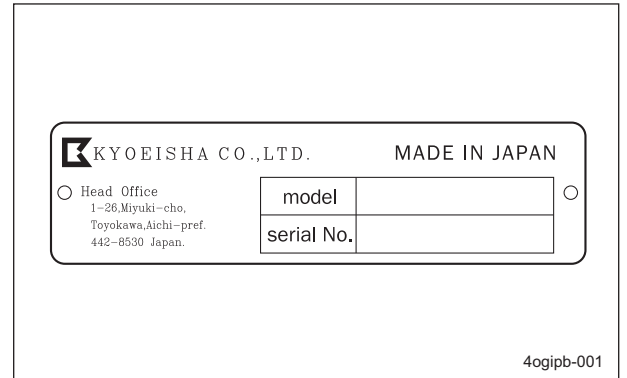 KYOEISHA CO.,LTD. MADE IN JAPAN
Head Office
1-26,Miyuki-cho,
Toyokawa,Aichi-pref.
442-8530 Japan.
model
serial No.
4ogipb-001